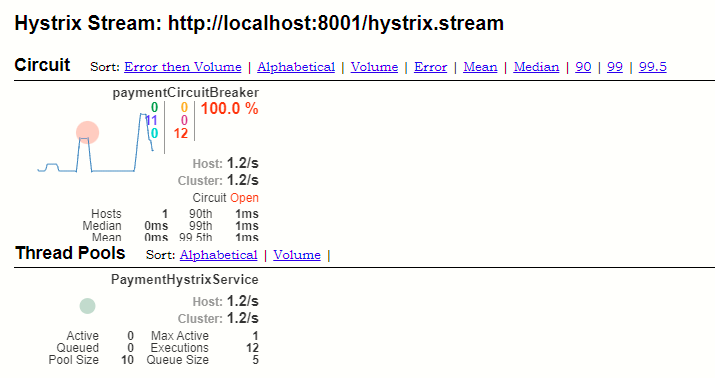 Hystrix Stream: http://localhost:8001/hystrix.stream
Circuit Sort: Error then Volume | Alphabetical | Volume | Error | Mean | Median | 90 | 99 | 99.5
paymentCircuitBreaker
0 0 100.0 %
11 0
0 12
Host: 1.2/s
Cluster: 1.2/s
Circuit Open
Hosts 1 90th 1ms
Median 0ms 99th 1ms
Mean 0ms 99.5th 1ms
Thread Pools Sort: Alphabetical | Volume |
PaymentHystrixService
Host: 1.2/s
Cluster: 1.2/s
Active 0 Max Active 1
Queued 0 Executions 12
Pool Size 10 Queue Size 5